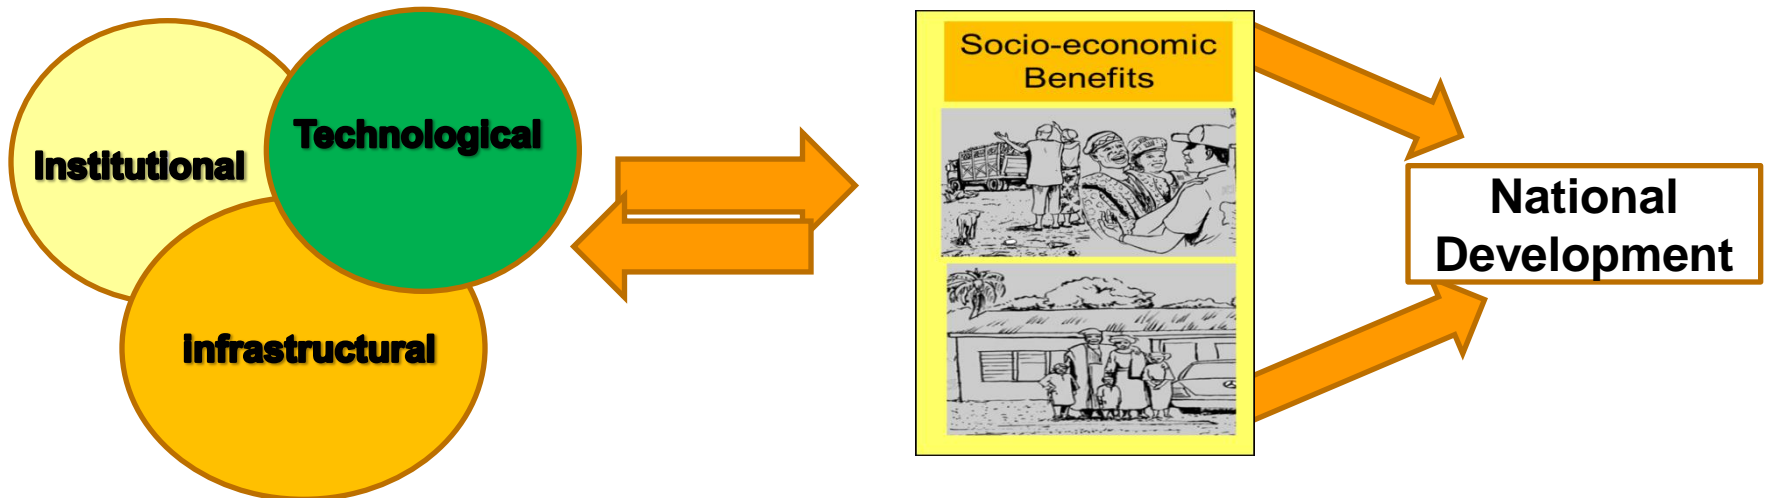 Institutional
Technological
infrastructural
Socio-economic
Benefits
National
Development